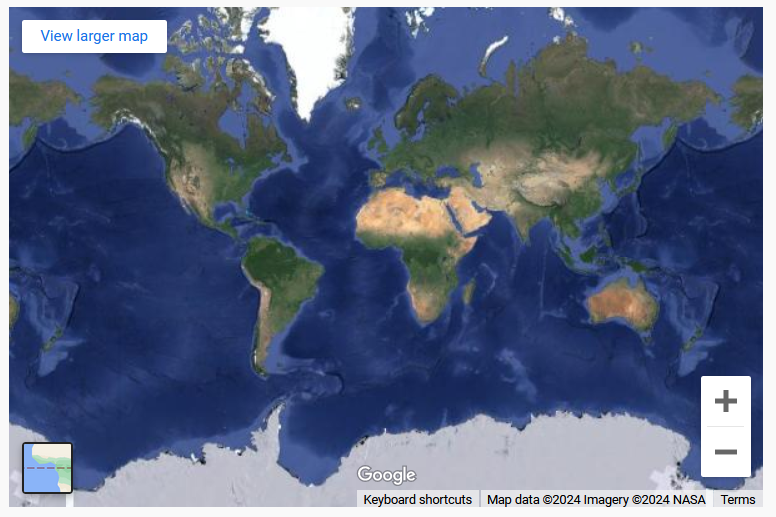 View larger map
Google
Keyboard shortcuts
Map data ©2024 Imagery ©2024 NASA
Terms